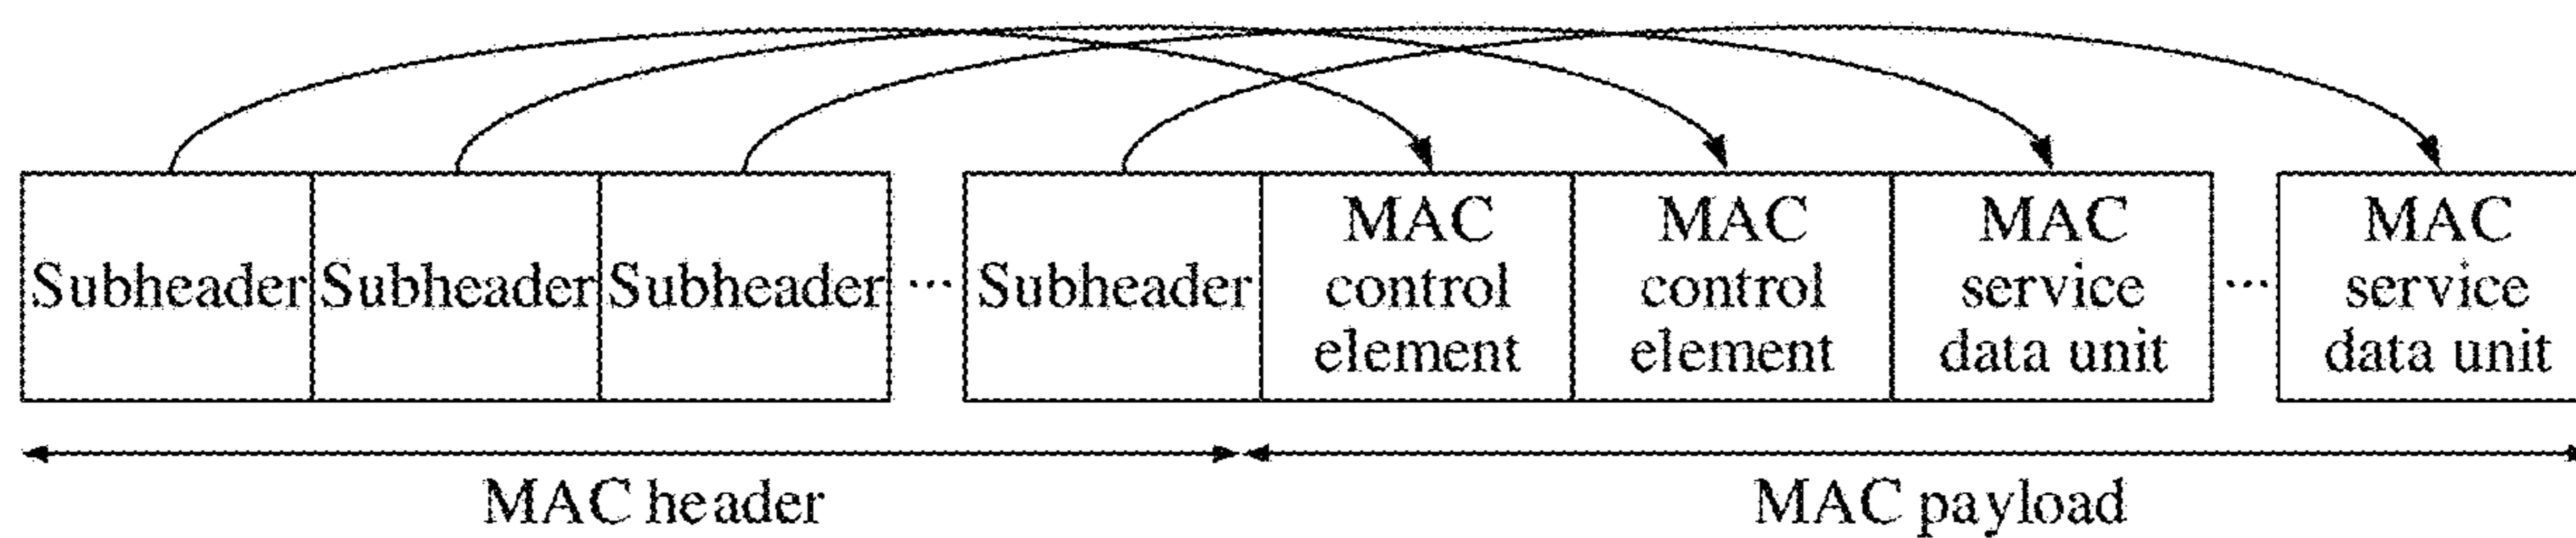 Subheader
Subheader
Subheader
...
Subheader
MAC
control
element
MAC
control
element
MAC
service
data unit
...
MAC
service
data unit
MAC header
MAC payload